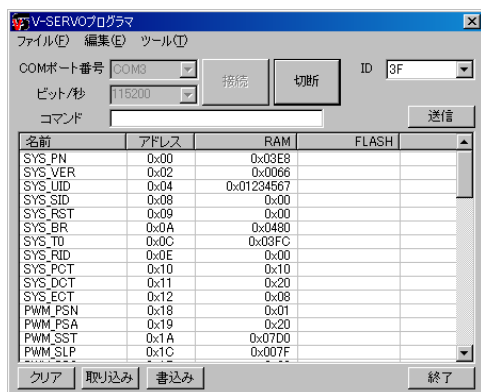 V-SERVOプログラマ
ファイル(F) 編集(E) ツール(T)
COMポート番号 COM3 接続 切断 ID 3F
ビット/秒 115200
コマンド 送信
名前 アドレス RAM FLASH
SYS_PN 0x00 0x03E8
SYS_VER 0x02 0x0066
SYS_UID 0x04 0x01234567
SYS_SID 0x08 0x00
SYS_RST 0x09 0x00
SYS_BR 0x0A 0x0480
SYS_T0 0x0C 0x03FC
SYS_RID 0x0E 0x00
SYS_PCT 0x10 0x10
SYS_DCT 0x11 0x20
SYS_ECT 0x12 0x08
PWM_PSN 0x18 0x01
PWM_PSA 0x19 0x20
PWM_SST 0x1A 0x07D0
PWM_SLP 0x1C 0x007F
クリア 取り込み 書込み 終了